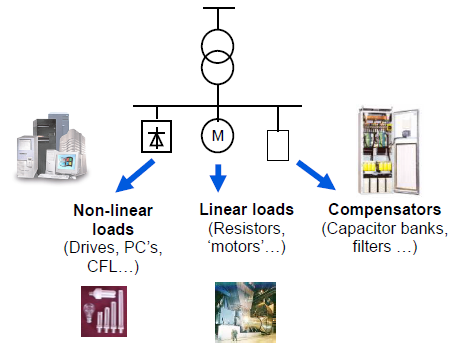 M
Non-linear
loads
(Drives, PC's,
CFL…)
Linear loads
(Resistors,
‘motors’…)
Compensators
(Capacitor banks,
filters …)